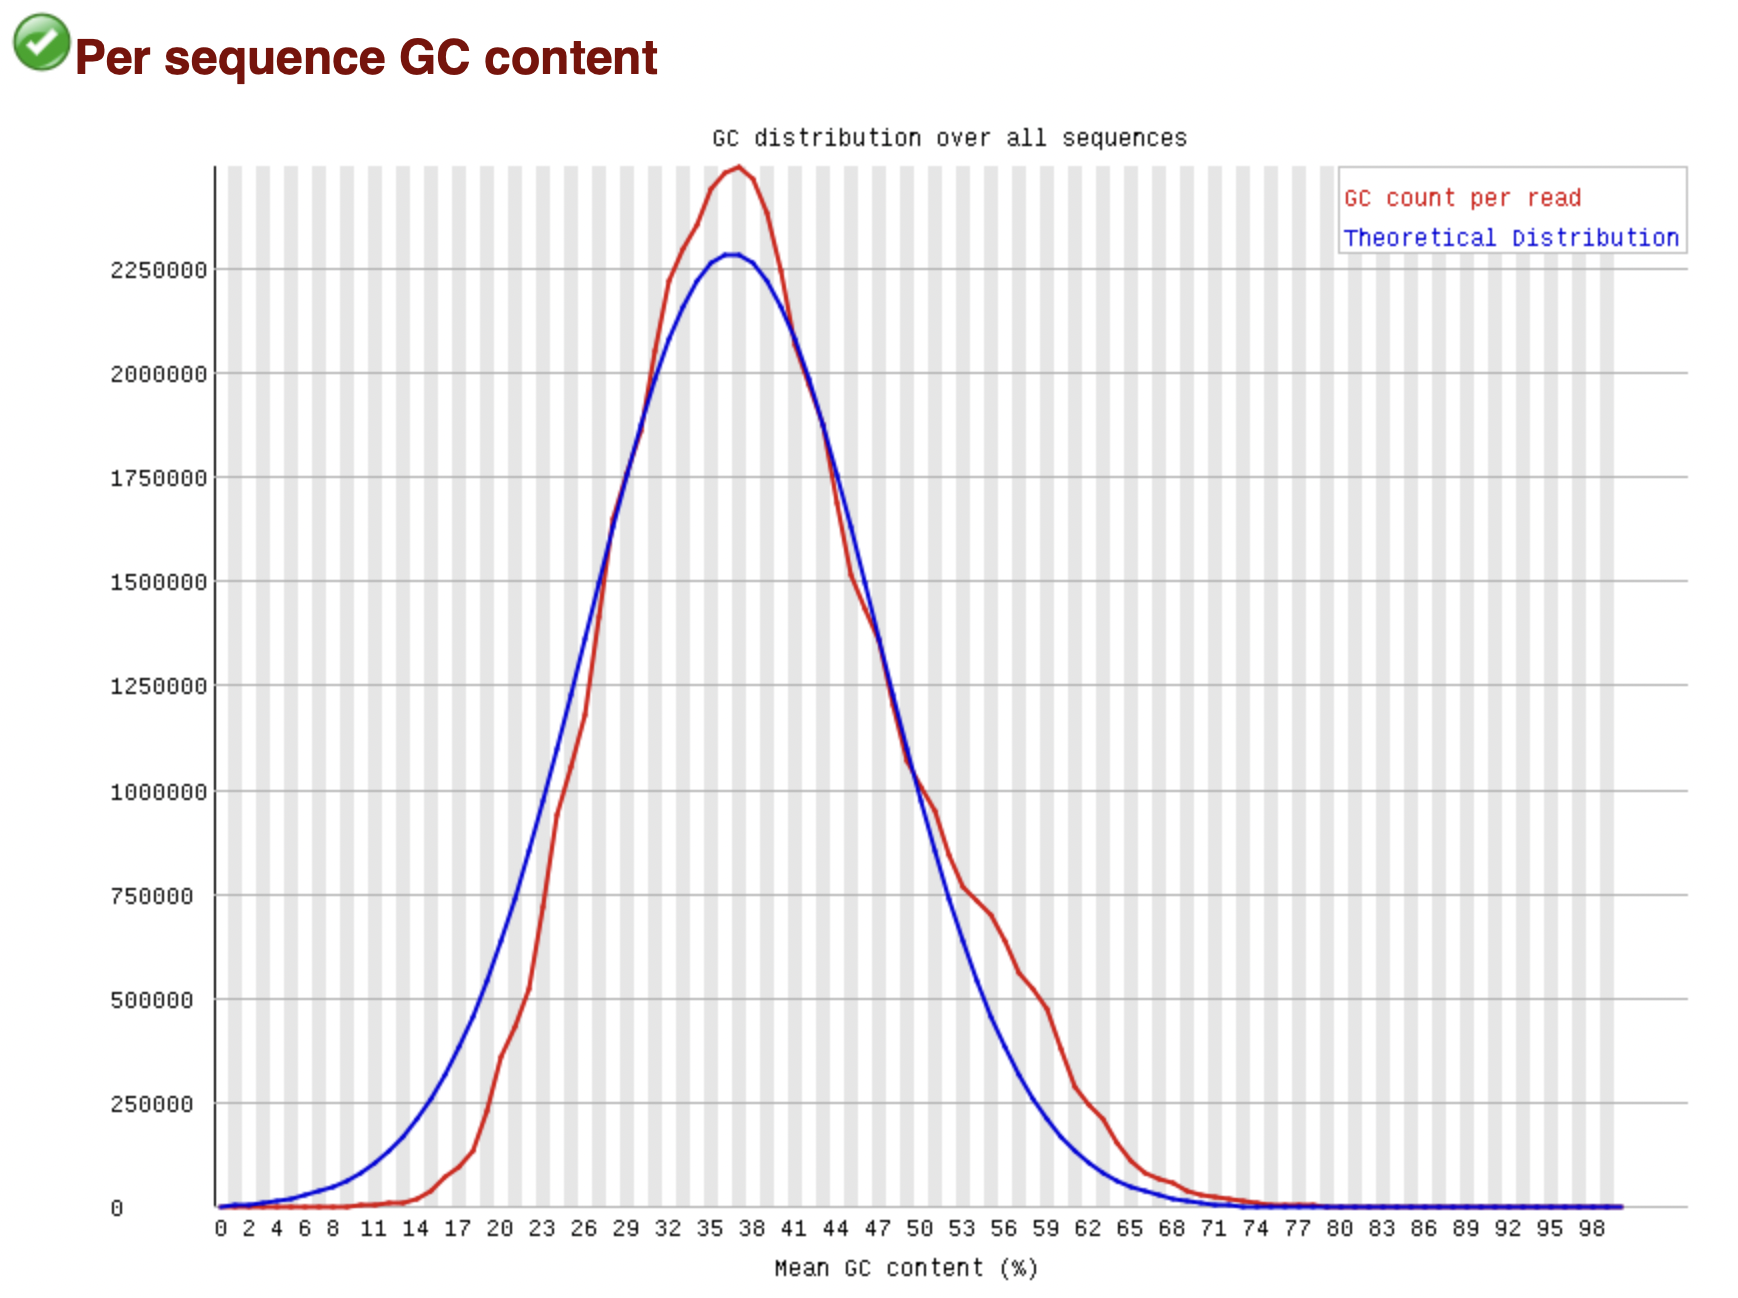 Per sequence GC content
GC distribution over all sequences
GC count per read
Theoretical Distribution
2250000
2000000
1750000
1500000
1250000
1000000
750000
500000
250000
0
0 2 4 6 8 11 14 17 20 23 26 29 32 35 38 41 44 47 50 53 56 59 62 65 68 71 74 77 80 83 86 89 92 95 98
Mean GC content (%)